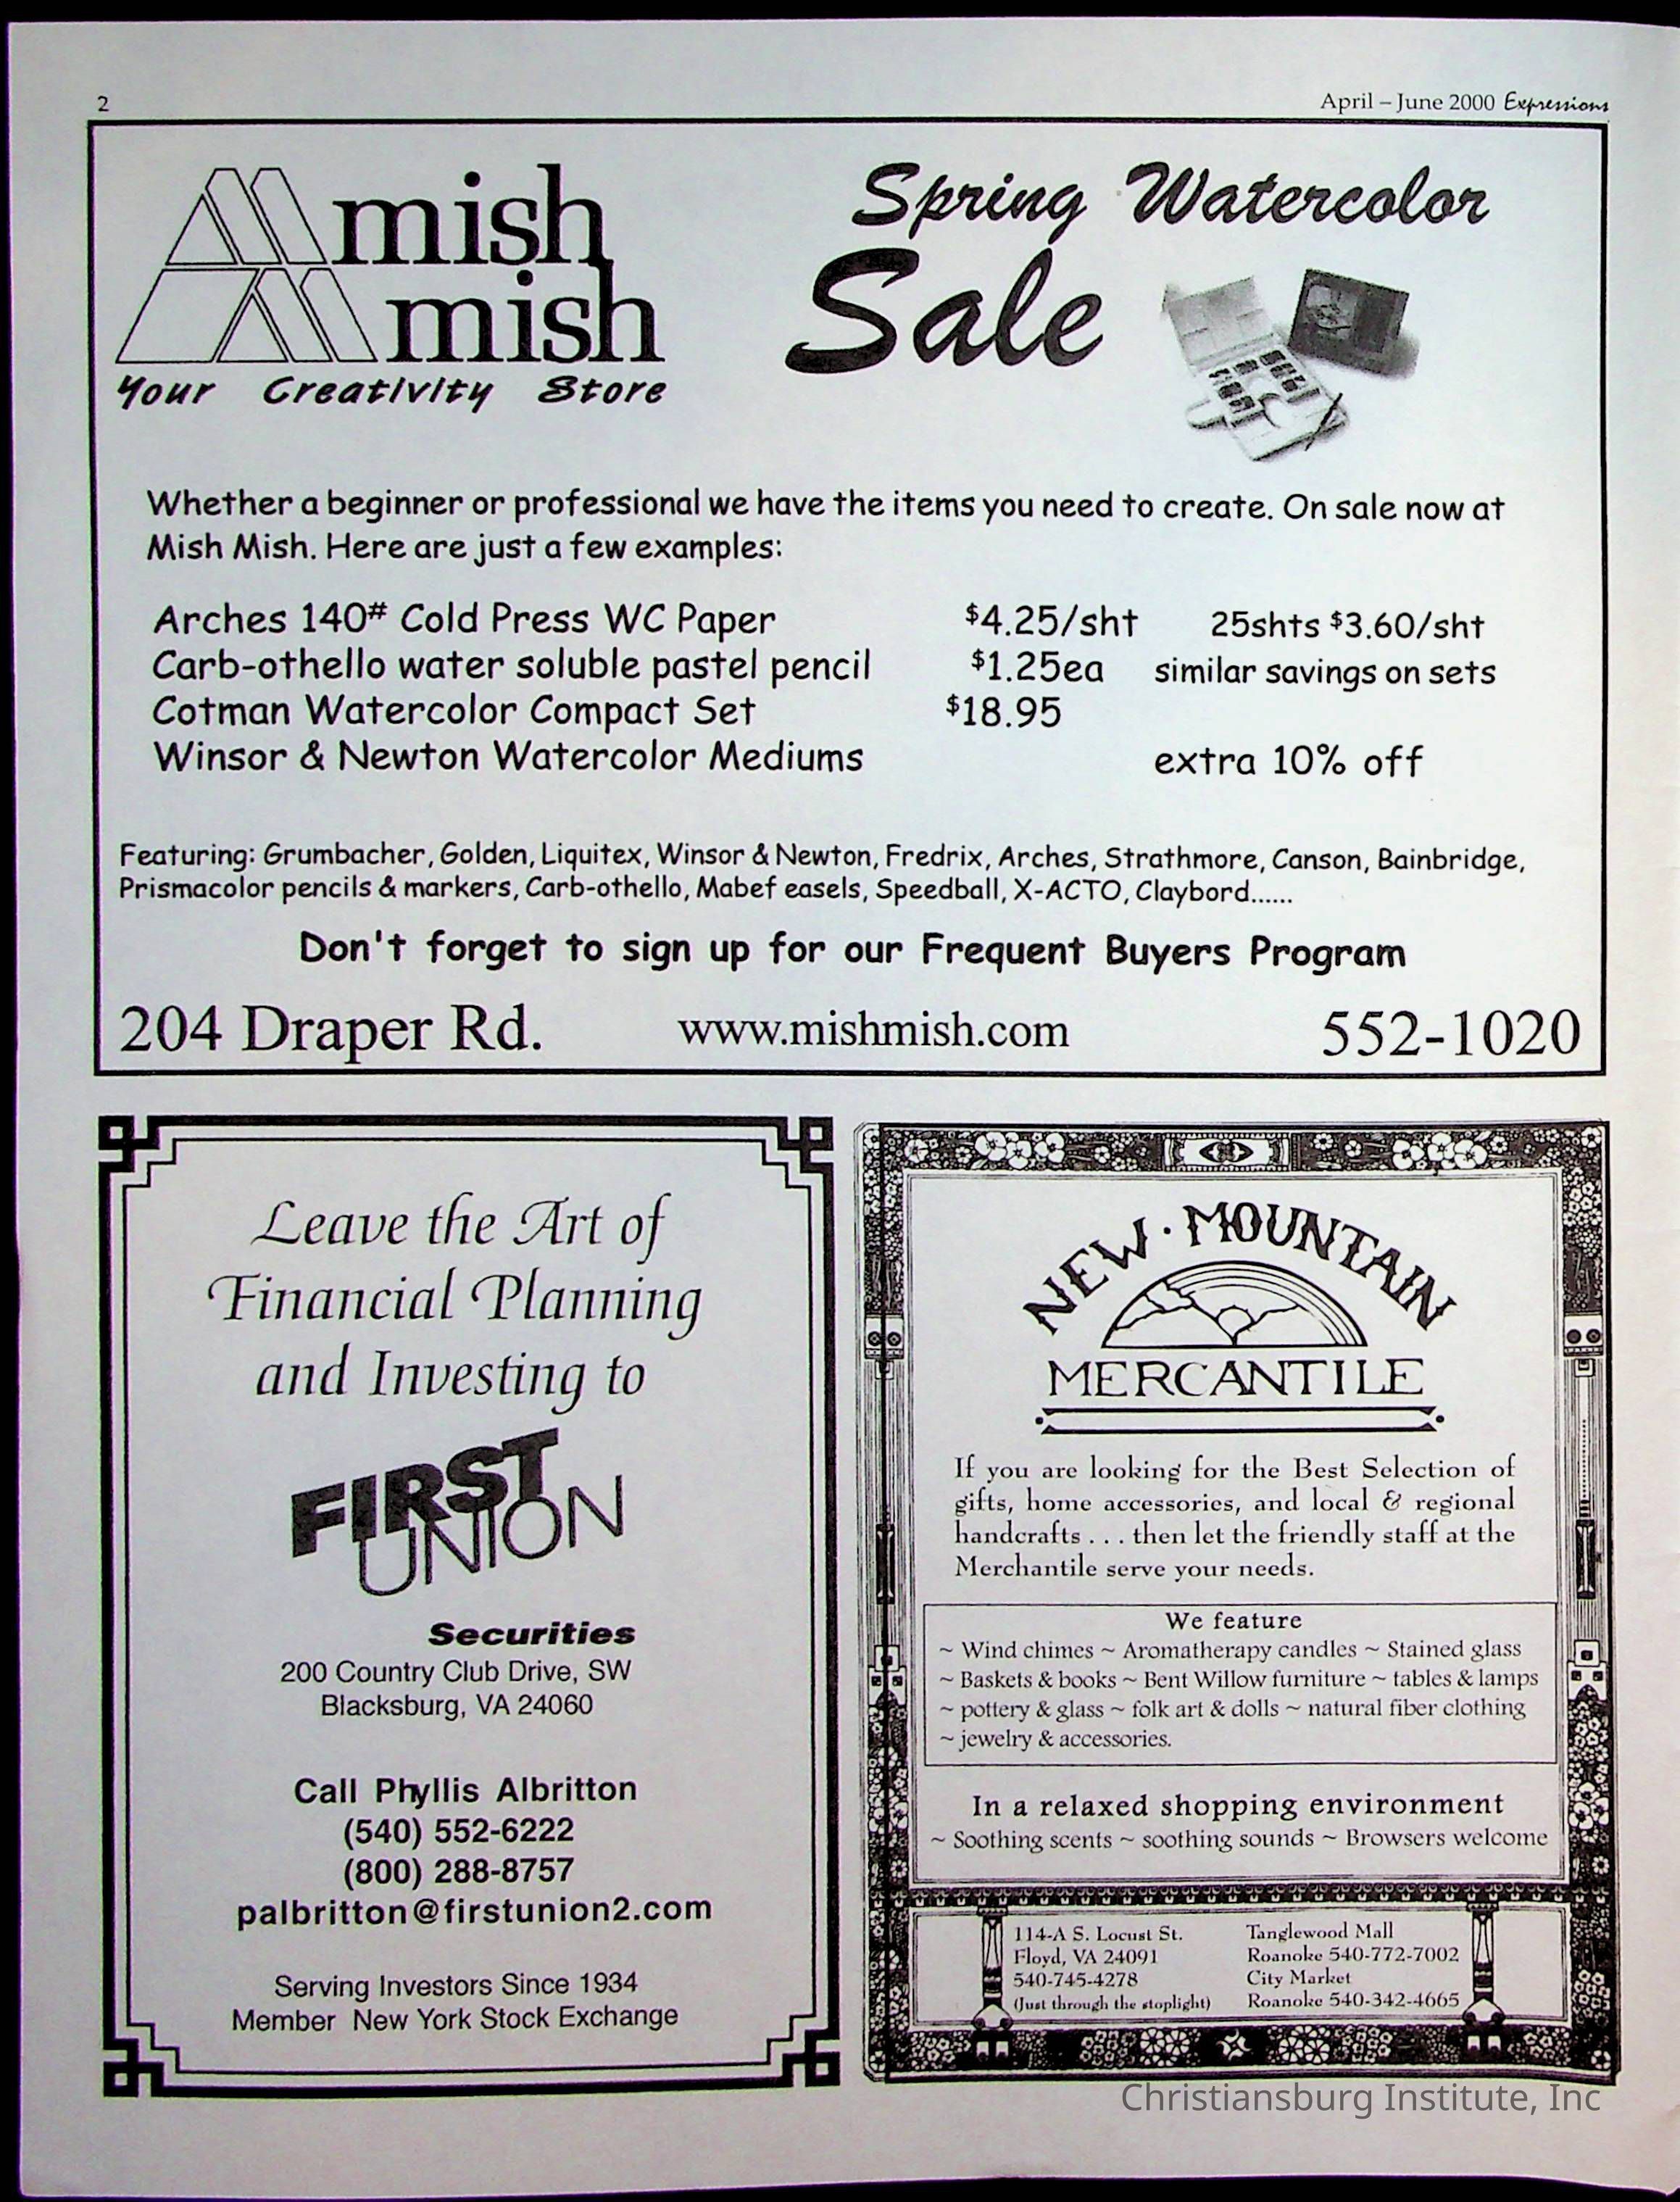 2
April – June 2000 Expressions
mish
mish
Your Creativity Store
Spring Watercolor
Sale
Whether a beginner or professional we have the items you need to create. On sale now at
Mish Mish. Here are just a few examples:
Arches 140# Cold Press WC Paper $4.25/sht 25shts $3.60/sht
Carb-othello water soluble pastel pencil $1.25ea similar savings on sets
Cotman Watercolor Compact Set $18.95
Winsor & Newton Watercolor Mediums extra 10% off
Featuring: Grumbacher, Golden, Liquitex, Winsor & Newton, Fredrix, Arches, Strathmore, Canson, Bainbridge,
Prismacolor pencils & markers, Carb-othello, Mabef easels, Speedball, X-ACTO, Claybord......
Don't forget to sign up for our Frequent Buyers Program
204 Draper Rd. www.mishmish.com 552-1020
Leave the Art of
Financial Planning
and Investing to
FIRST
UNION
Securities
200 Country Club Drive, SW
Blacksburg, VA 24060
Call Phyllis Albritton
(540) 552-6222
(800) 288-8757
palbritton@firstunion2.com
Serving Investors Since 1934
Member New York Stock Exchange
NEW · MOUNTAIN
MERCANTILE
If you are looking for the Best Selection of
gifts, home accessories, and local & regional
handcrafts . . . then let the friendly staff at the
Merchantile serve your needs.
We feature
~ Wind chimes ~ Aromatherapy candles ~ Stained glass
~ Baskets & books ~ Bent Willow furniture ~ tables & lamps
~ pottery & glass ~ folk art & dolls ~ natural fiber clothing
~ jewelry & accessories.
In a relaxed shopping environment
~ Soothing scents ~ soothing sounds ~ Browsers welcome
114-A S. Locust St.
Floyd, VA 24091
540-745-4278
(Just through the stoplight)
Tanglewood Mall
Roanoke 540-772-7002
City Market
Roanoke 540-342-4665
Christiansburg Institute, Inc